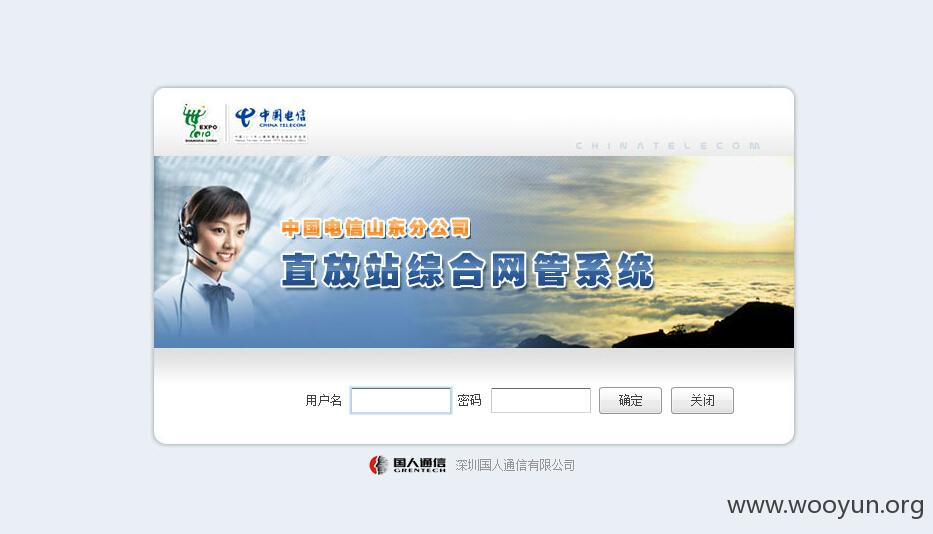 EXPO
2010
SHANGHAI CHINA
中国电信
CHINA TELECOM
CHINATELECOM
中国电信山东分公司
直放站综合网管系统
用户名 密码 确定 关闭
国人通信 深圳国人通信有限公司
GRENTECH
www.wooyun.org